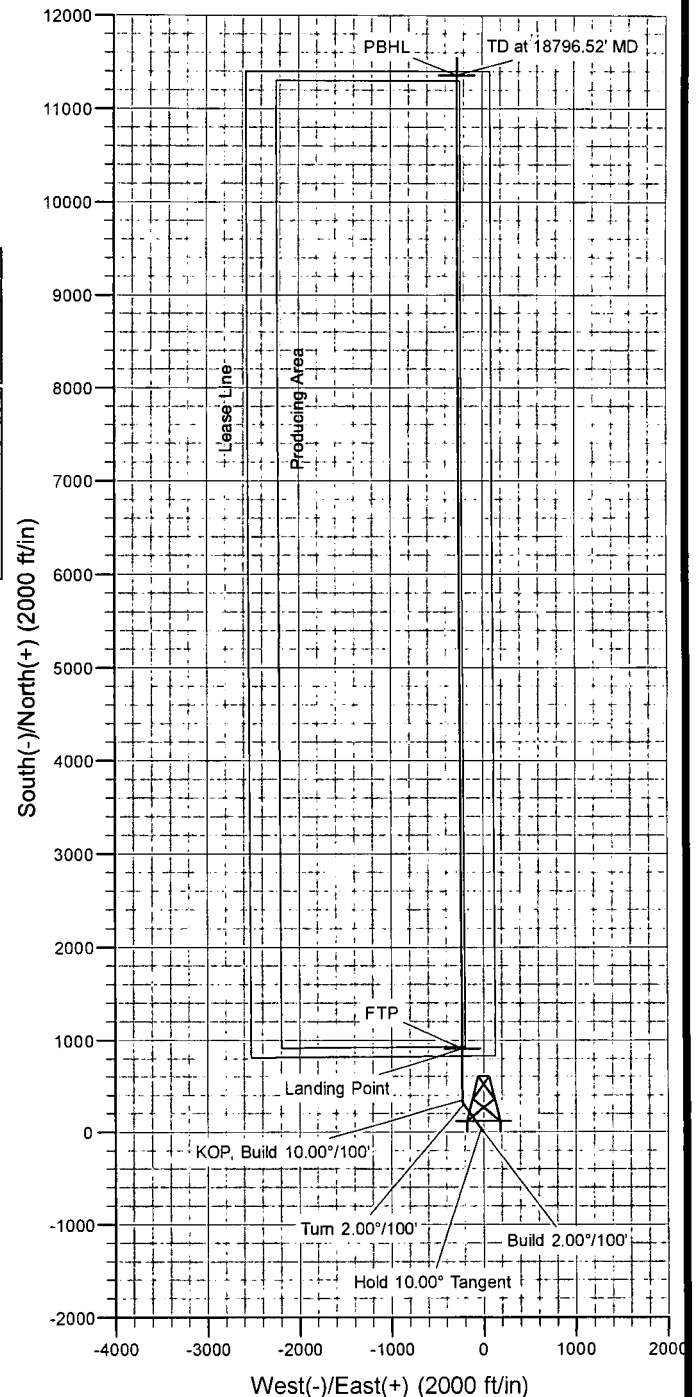 12000
PBHL
TD at 18796.52' MD
11000
10000
9000
8000
Lease Line
Producing Area
7000
South(-)/North(+) (2000 ft/in)
6000
5000
4000
3000
2000
FTP
1000
Landing Point
0
KOP, Build 10.00°/100'
-1000
Turn 2.00°/100'
Build 2.00°/100'
Hold 10.00° Tangent
-2000
-4000 -3000 -2000 -1000 0 1000 2000
West(-)/East(+) (2000 ft/in)